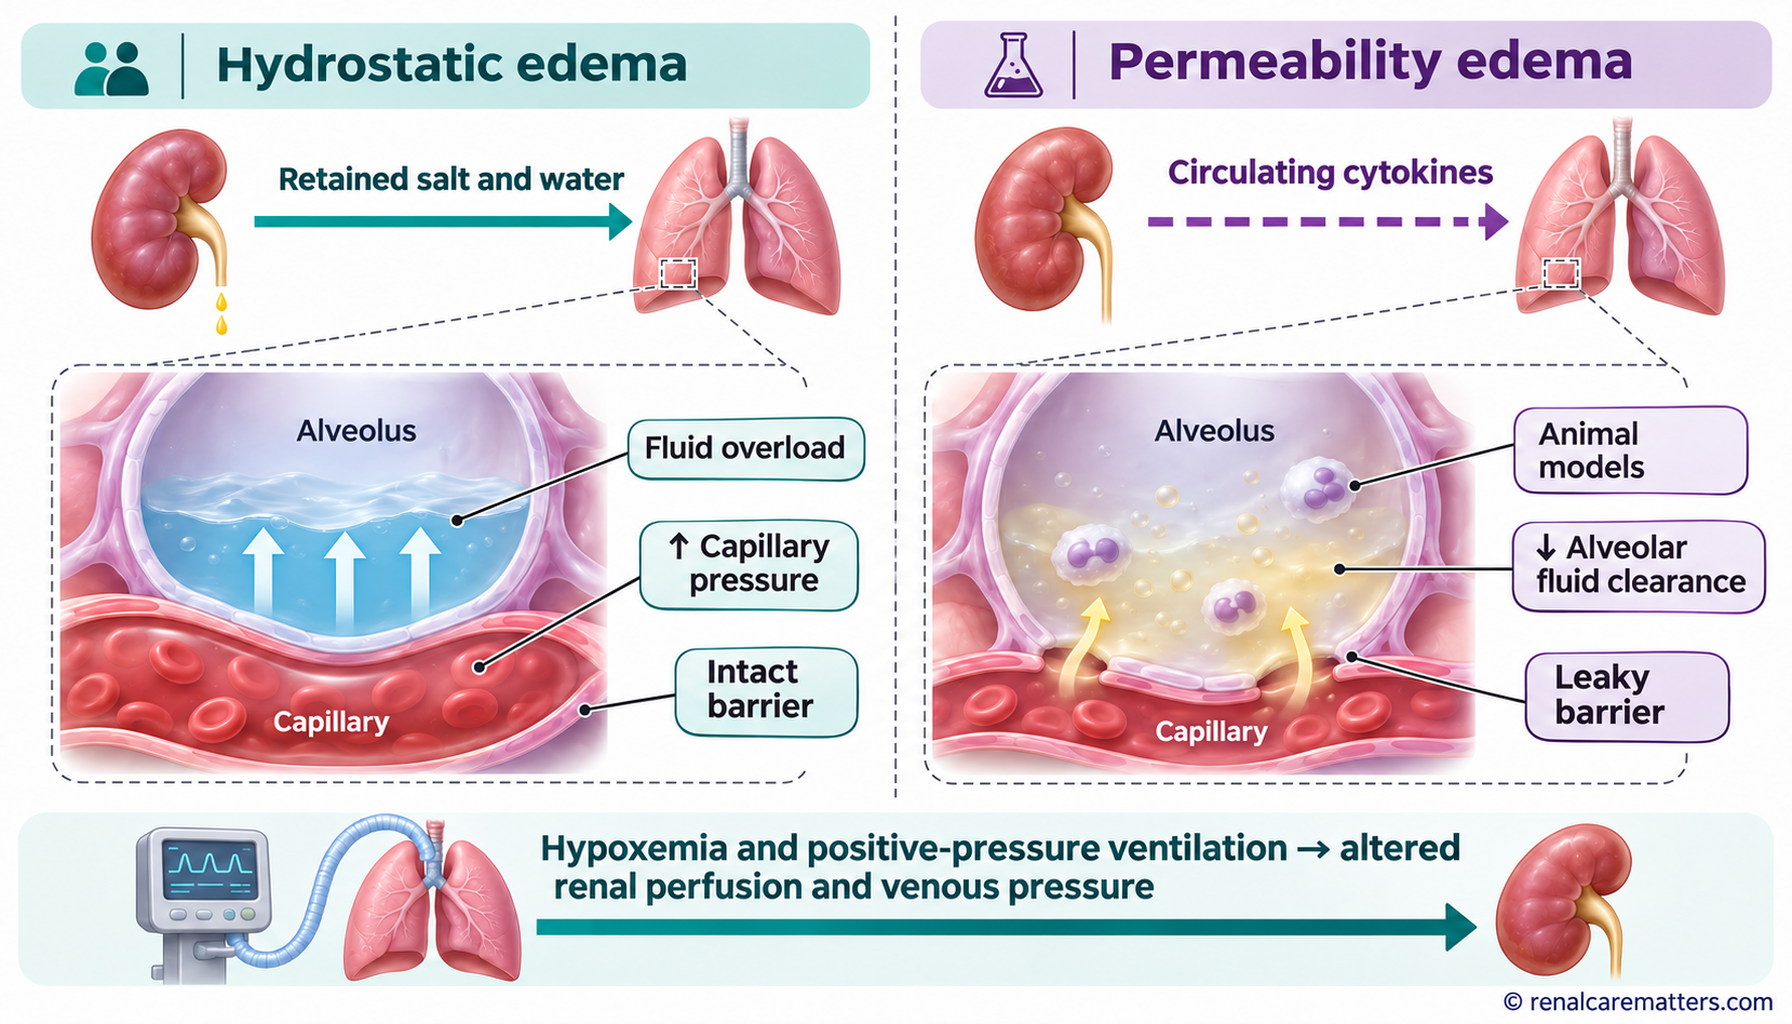 Hydrostatic edema
Retained salt and water
Alveolus
Fluid overload
↑ Capillary
pressure
Intact
barrier
Capillary
Permeability edema
Circulating cytokines
Alveolus
Animal
models
↓ Alveolar
fluid clearance
Leaky
barrier
Capillary
Hypoxemia and positive-pressure ventilation → altered
renal perfusion and venous pressure
© renalcarematters.com